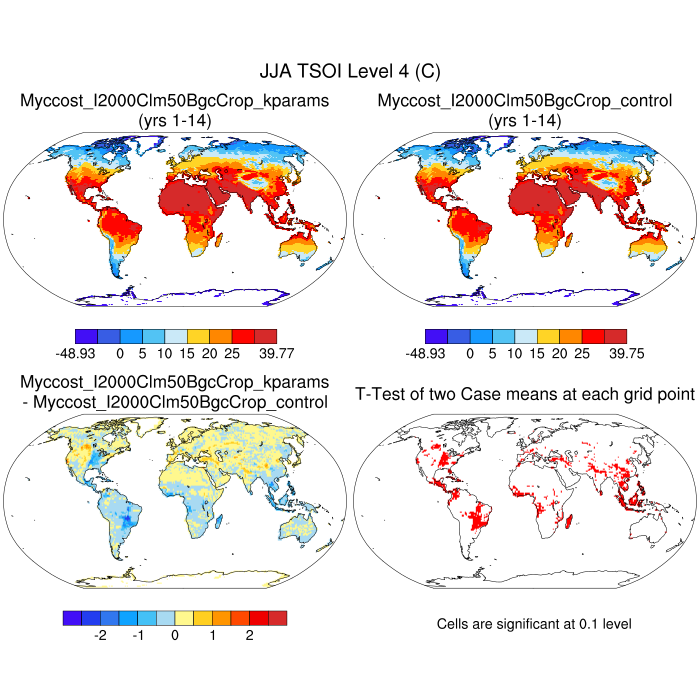 JJA TSOI Level 4 (C)
Myccost_I2000Clm50BgcCrop_kparams
(yrs 1-14)
Myccost_I2000Clm50BgcCrop_control
(yrs 1-14)
-48.93 0 5 10 15 20 25 39.77
-48.93 0 5 10 15 20 25 39.75
Myccost_I2000Clm50BgcCrop_kparams
- Myccost_I2000Clm50BgcCrop_control
T-Test of two Case means at each grid point
-2 -1 0 1 2
Cells are significant at 0.1 level